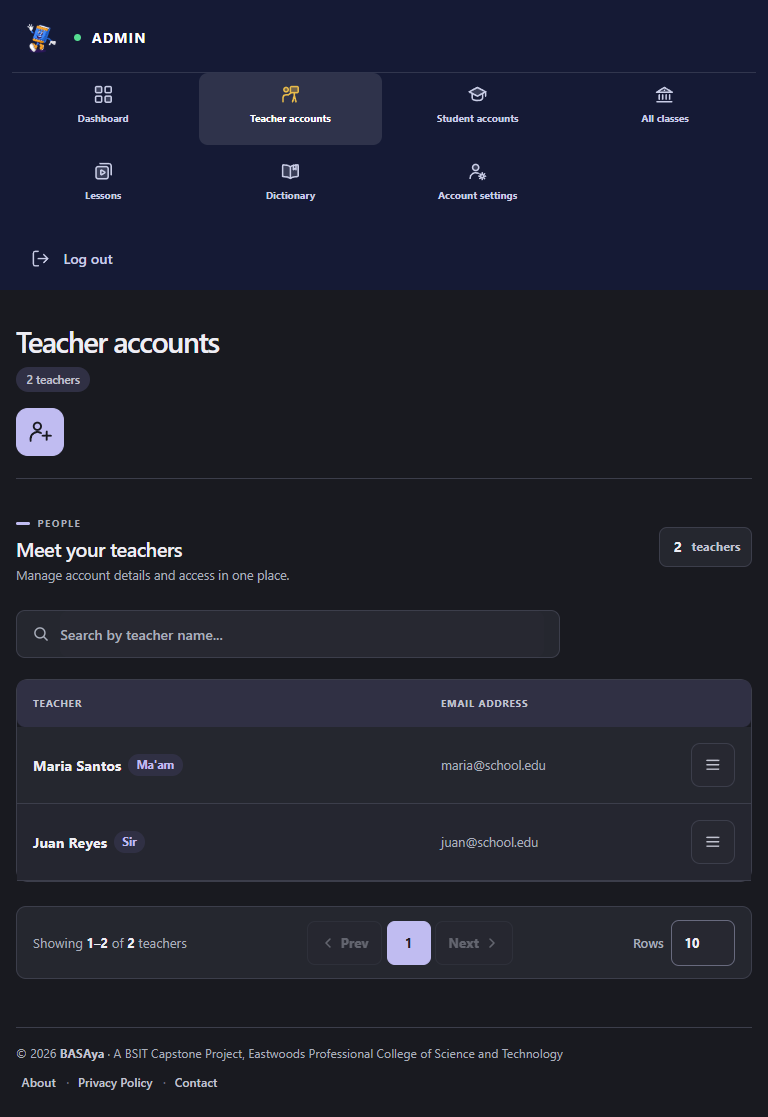 ADMIN
Dashboard
Teacher accounts
Student accounts
All classes
Lessons
Dictionary
Account settings
Log out
Teacher accounts
2 teachers
PEOPLE
Meet your teachers
Manage account details and access in one place.
2 teachers
Search by teacher name...
TEACHER EMAIL ADDRESS
Maria Santos Ma'am maria@school.edu
Juan Reyes Sir juan@school.edu
Showing 1–2 of 2 teachers Prev 1 Next Rows 10
© 2026 BASAya · A BSIT Capstone Project, Eastwoods Professional College of Science and Technology
About · Privacy Policy · Contact